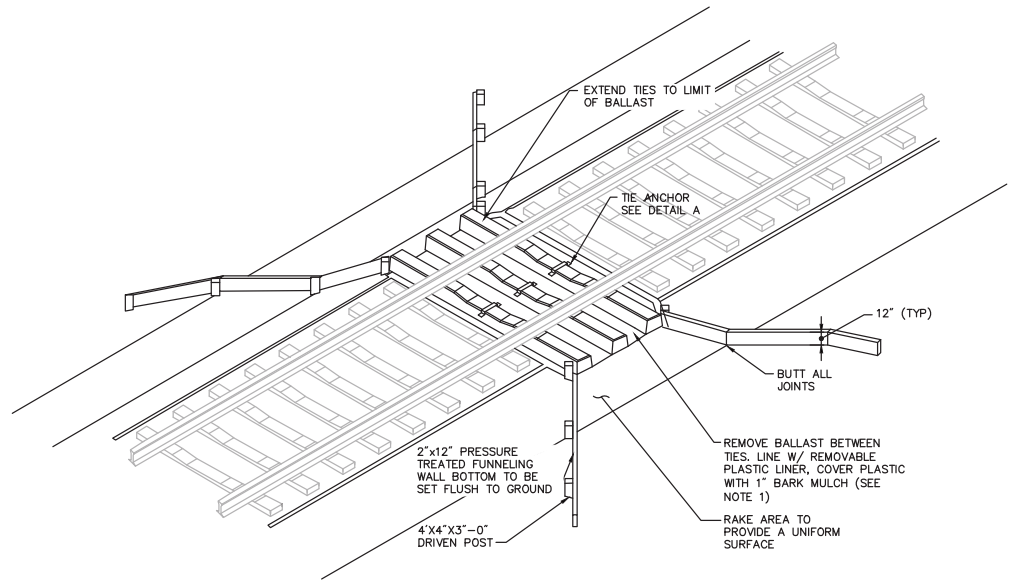 EXTEND TIES TO LIMIT
OF BALLAST
TIE ANCHOR
SEE DETAIL A
12" (TYP)
BUTT ALL
JOINTS
2"x12" PRESSURE
TREATED FUNNELING
WALL BOTTOM TO BE
SET FLUSH TO GROUND
4'X4"X3"-0"
DRIVEN POST
REMOVE BALLAST BETWEEN
TIES. LINE W/ REMOVABLE
PLASTIC LINER, COVER PLASTIC
WITH 1" BARK MULCH (SEE
NOTE 1)
RAKE AREA TO
PROVIDE A UNIFORM
SURFACE